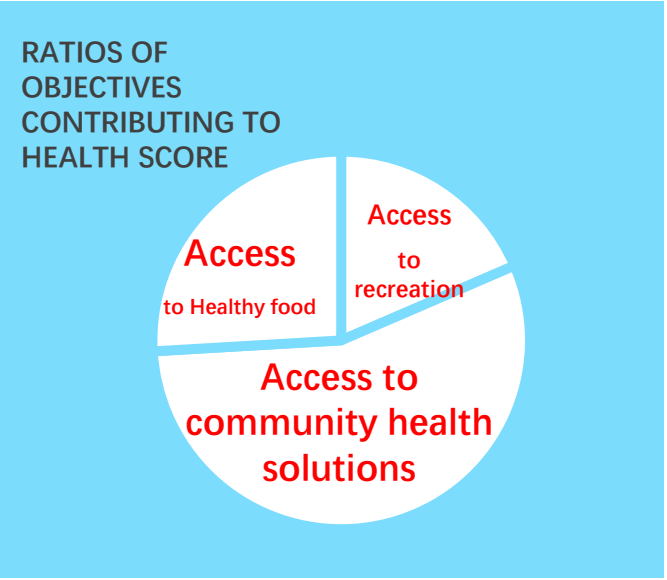 RATIOS OF
OBJECTIVES
CONTRIBUTING TO
HEALTH SCORE
Access
to
recreation
Access
to Healthy food
Access to
community health
solutions